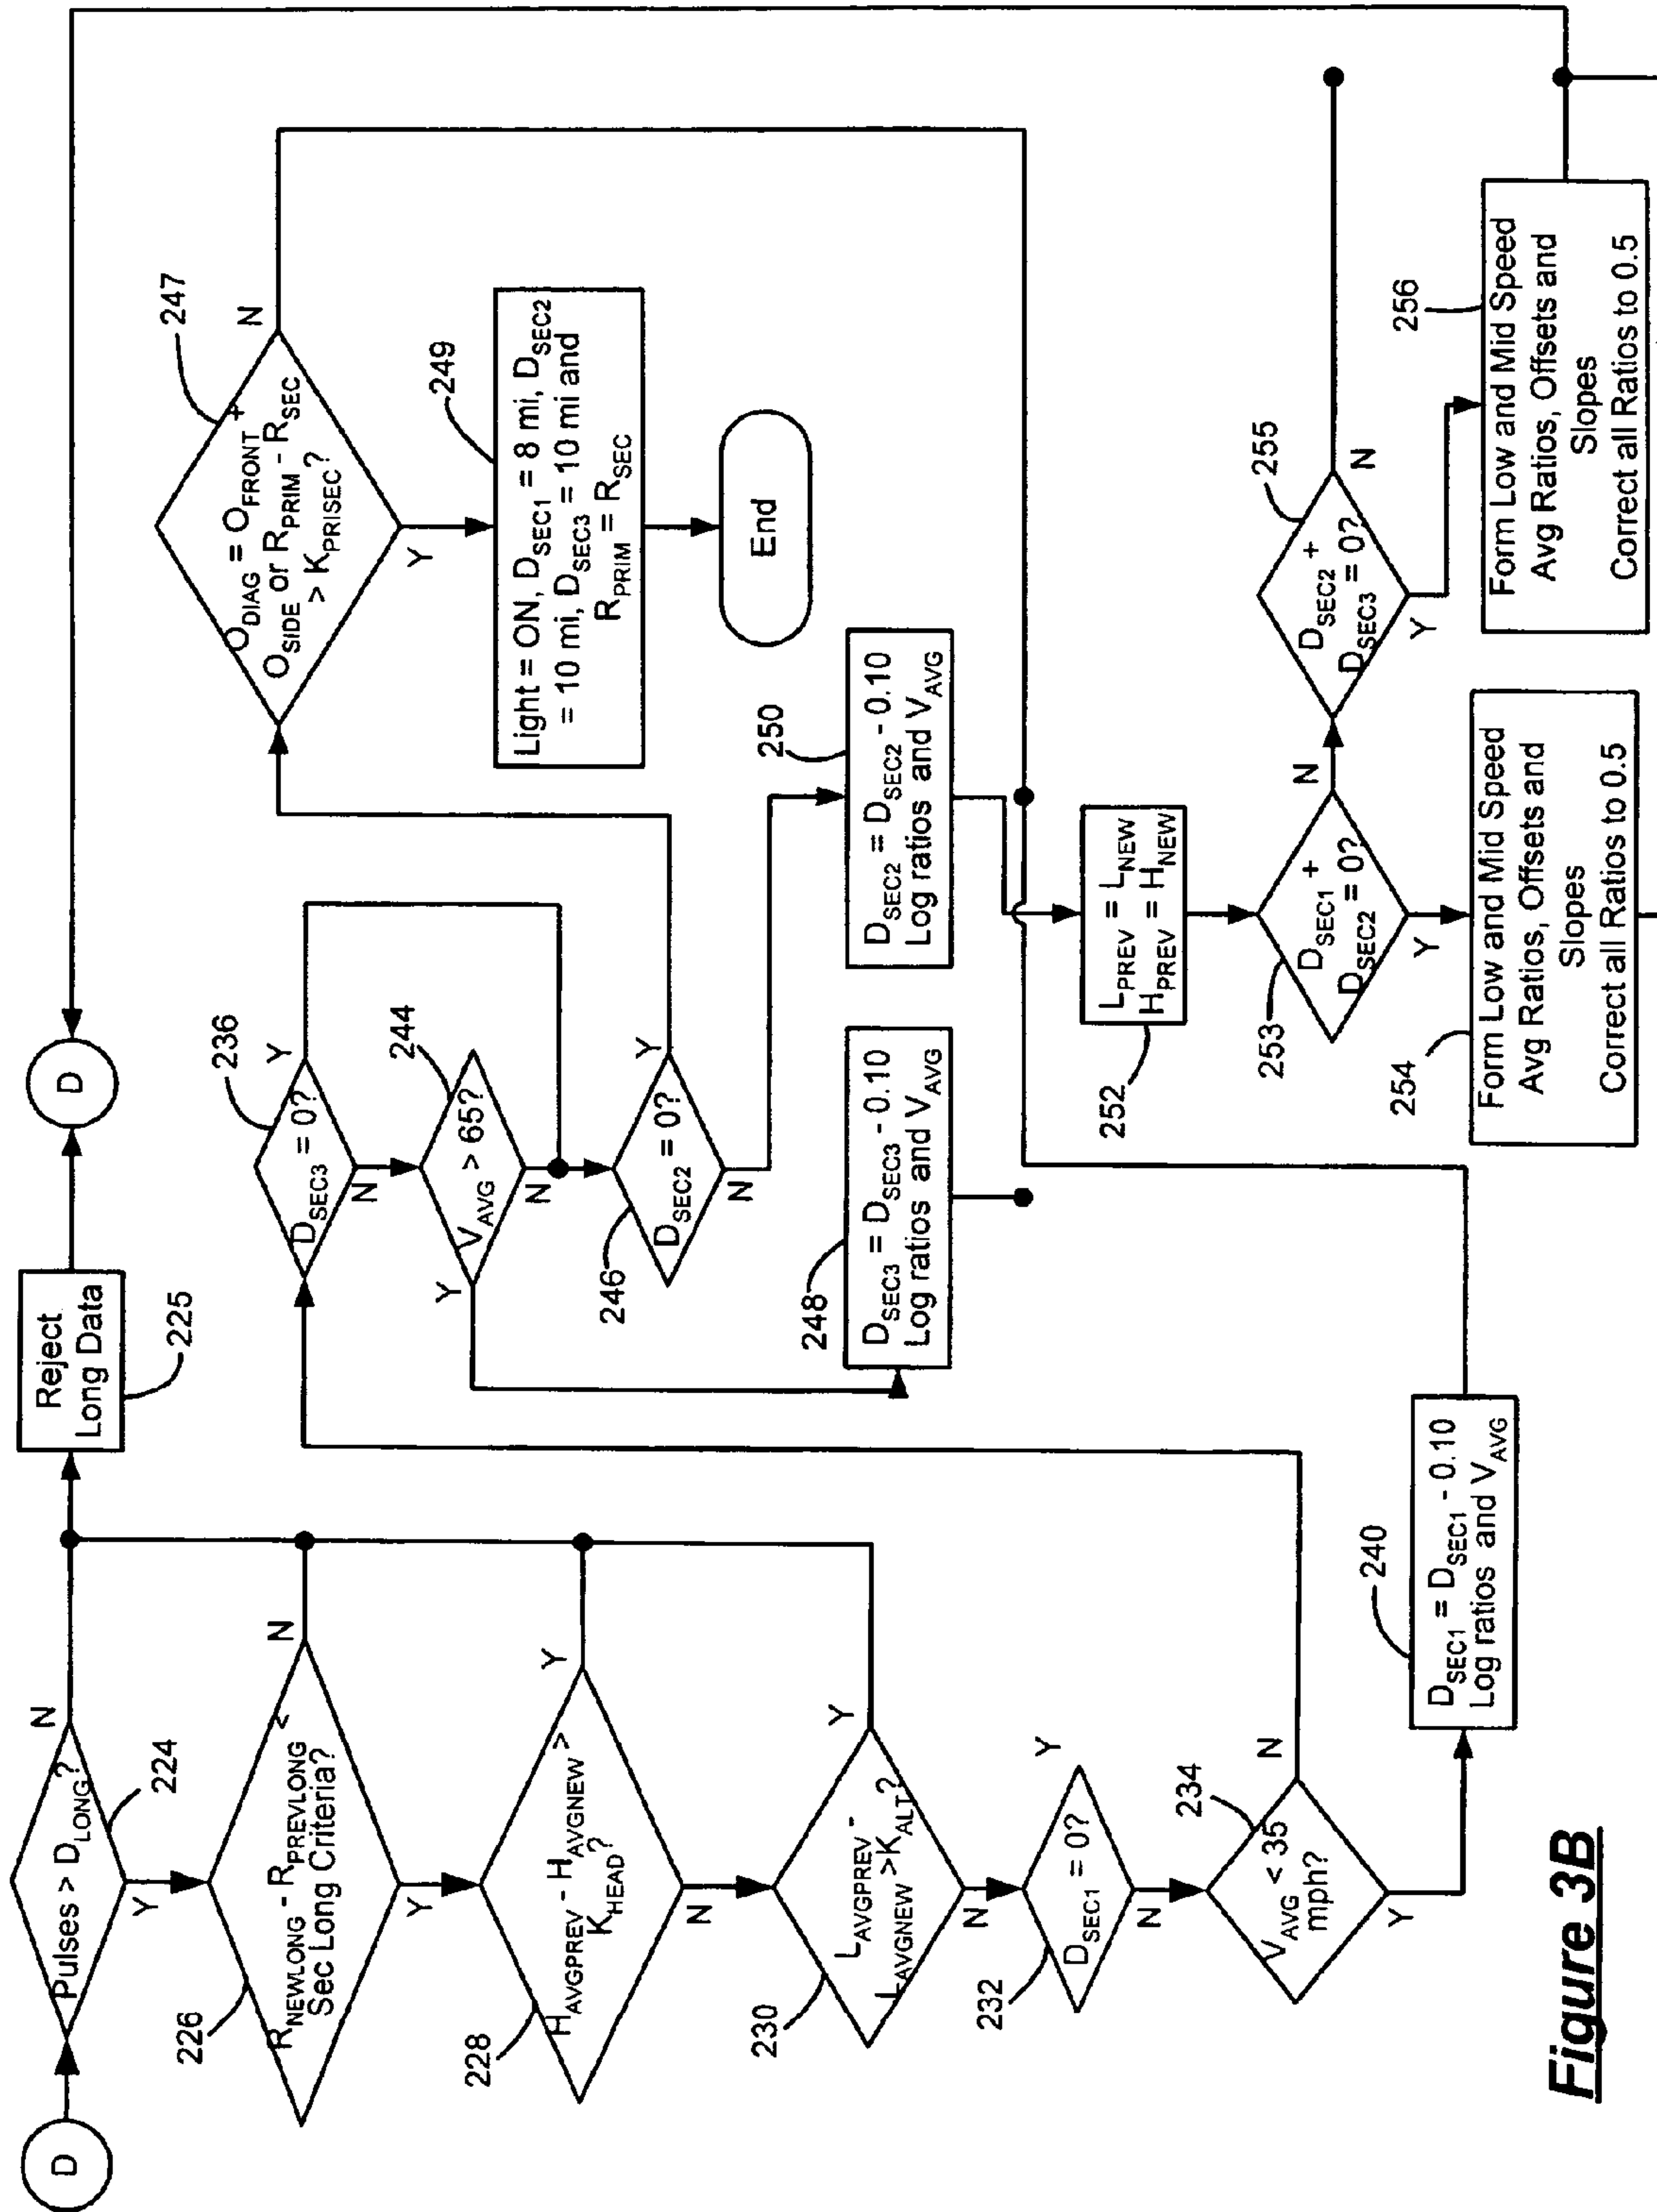 D
Pulses > D_LONG?
N
224
Y
Reject
Long Data
225
D
226
R_NEWLONG - R_PREVLONG <
Sec Long Criteria?
N
Y
228
H_AVGPREV - H_AVGNEW >
K_HEAD?
Y
N
230
L_AVGPREV -
L_AVGNEW > K_ALT?
Y
N
232
D_SEC1 = 0?
Y
N
234
V_AVG < 35
mph?
N
Y
240
D_SEC1 = D_SEC1 - 0.10
Log ratios and V_AVG
236
D_SEC3 = 0?
Y
N
244
V_AVG > 65?
Y
N
246
D_SEC2 = 0?
Y
N
248
D_SEC3 = D_SEC3 - 0.10
Log ratios and V_AVG
247
O_DIAG = O_FRONT +
O_SIDE or R_PRIM - R_SEC
> K_PRISEC?
N
Y
249
Light = ON, D_SEC1 = 8 mi, D_SEC2
= 10 mi, D_SEC3 = 10 mi and
R_PRIM = R_SEC
End
250
D_SEC2 = D_SEC2 - 0.10
Log ratios and V_AVG
252
L_PREV = L_NEW
H_PREV = H_NEW
253
D_SEC1 +
D_SEC2 = 0?
N
Y
254
Form Low and Mid Speed
Avg Ratios, Offsets and
Slopes
Correct all Ratios to 0.5
255
D_SEC2 +
D_SEC3 = 0?
N
Y
256
Form Low and Mid Speed
Avg Ratios, Offsets and
Slopes
Correct all Ratios to 0.5
Figure 3B